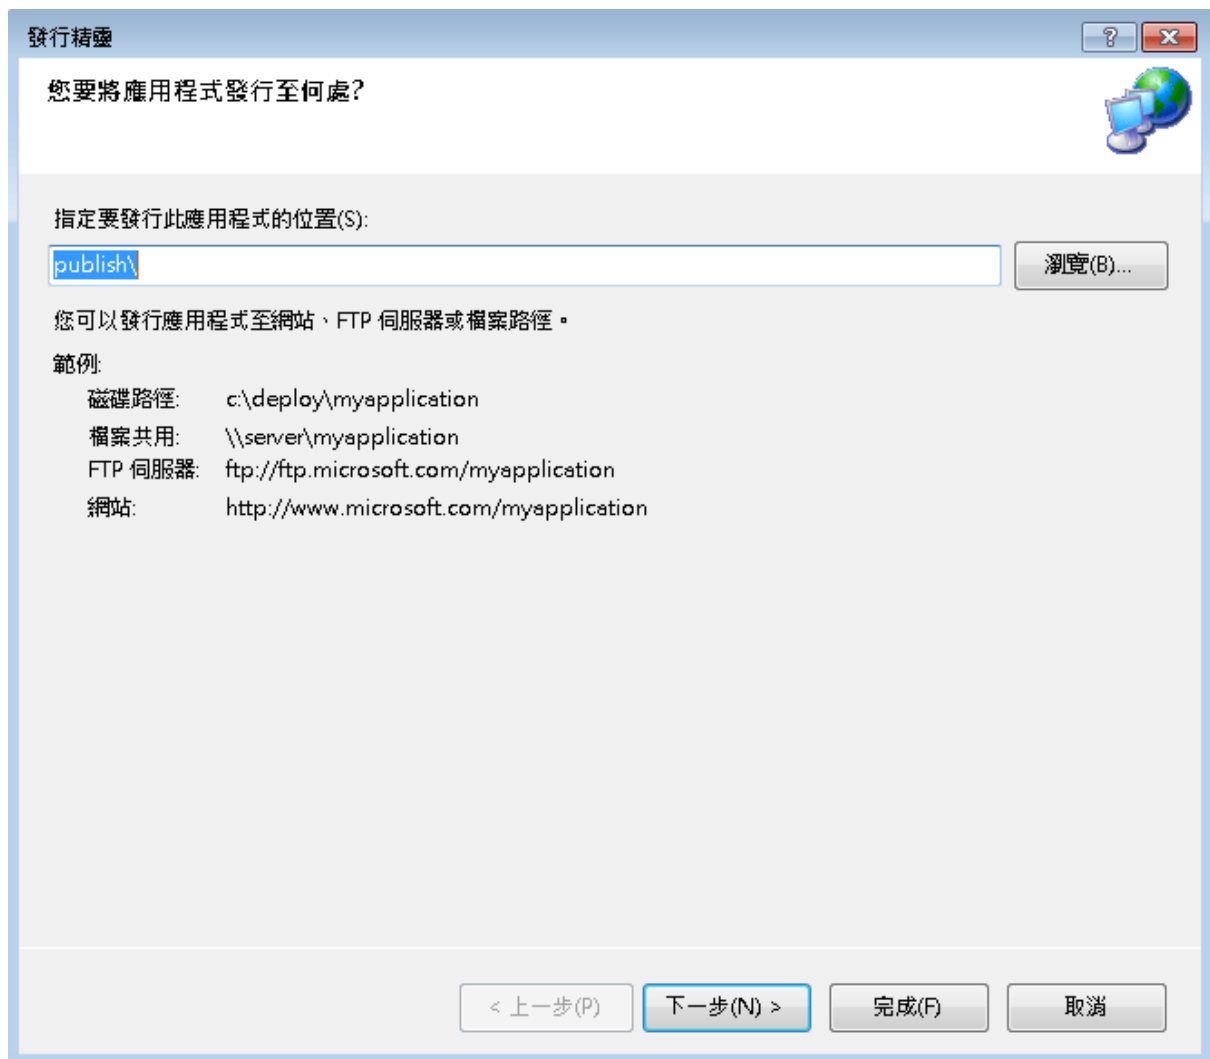 發行精靈
您要將應用程式發行至何處?
指定要發行此應用程式的位置(S):
publish\
瀏覽(B)...
您可以發行應用程式至網站、FTP 伺服器或檔案路徑。
範例:
磁碟路徑: c:\deploy\myapplication
檔案共用: \\server\myapplication
FTP 伺服器: ftp://ftp.microsoft.com/myapplication
網站: http://www.microsoft.com/myapplication
< 上一步(P) 下一步(N) > 完成(F) 取消